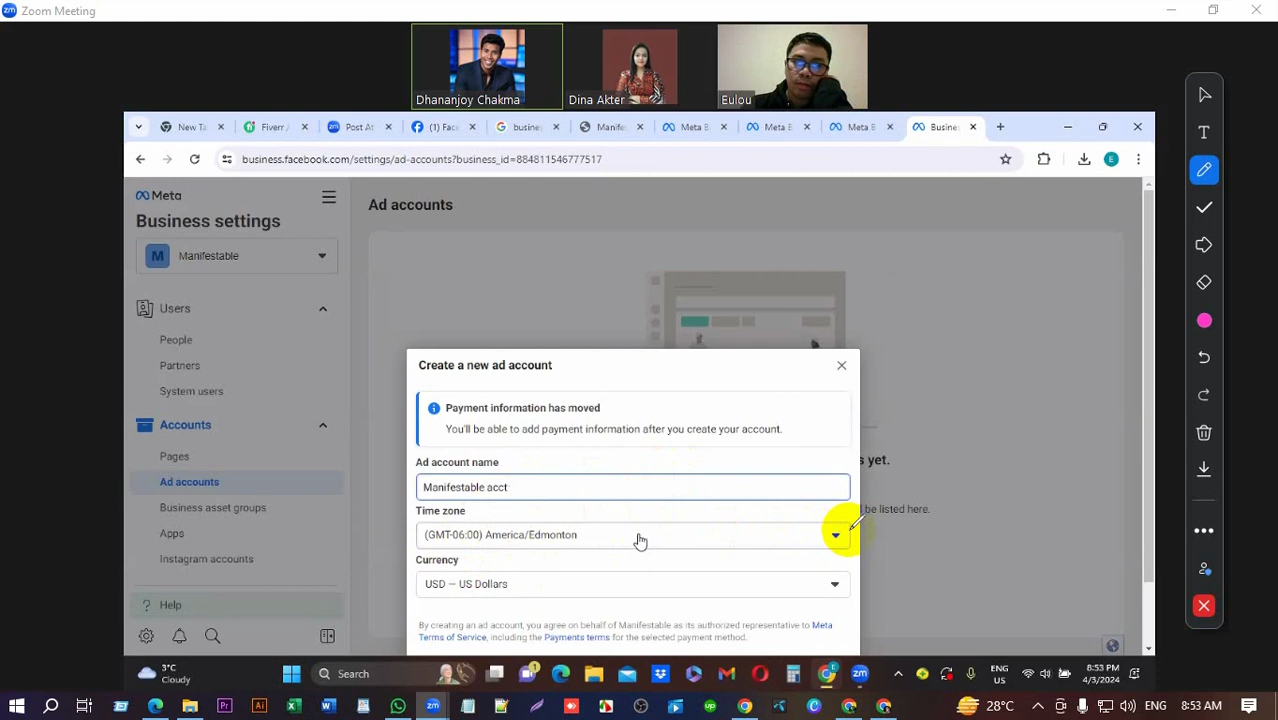 Zoom Meeting
Dhananjoy Chakma
Dina Akter
Eulou
New Ta
Fiverr /
Post At
(1) Face
busine
Manife
Meta B
Meta B
Meta B
Busine
business.facebook.com/settings/ad-accounts?business_id=884811546777517
E
Meta
Business settings
M
Manifestable
Ad accounts
Users
People
Partners
System users
Accounts
Pages
Ad accounts
Business asset groups
Apps
Instagram accounts
Help
s yet.
l be listed here.
Create a new ad account
Payment information has moved
You'll be able to add payment information after you create your account.
Ad account name
Manifestable acct
Time zone
(GMT-06:00) America/Edmonton
Currency
USD — US Dollars
By creating an ad account, you agree on behalf of Manifestable as its authorized representative to Meta
Terms of Service, including the Payments terms for the selected payment method.
3°C
Cloudy
Search
ENG
US
8:53 PM
4/3/2024
28°C
ENG
8:53 AM